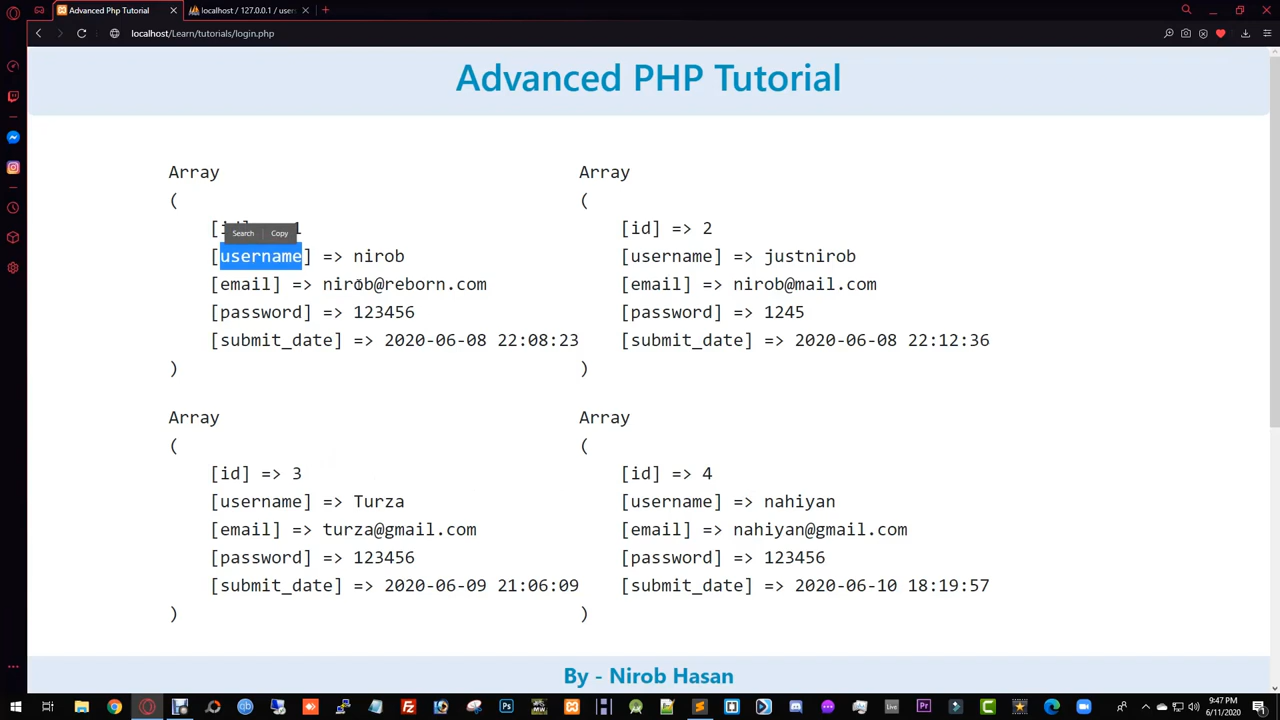 Advanced Php Tutorial
localhost / 127.0.0.1 / user
localhost/Learn/tutorials/login.php
Advanced PHP Tutorial
Array
(
[id] => 1
Search Copy
[username] => nirob
[email] => nirob@reborn.com
[password] => 123456
[submit_date] => 2020-06-08 22:08:23
)
Array
(
[id] => 2
[username] => justnirob
[email] => nirob@mail.com
[password] => 1245
[submit_date] => 2020-06-08 22:12:36
)
Array
(
[id] => 3
[username] => Turza
[email] => turza@gmail.com
[password] => 123456
[submit_date] => 2020-06-09 21:06:09
)
Array
(
[id] => 4
[username] => nahiyan
[email] => nahiyan@gmail.com
[password] => 123456
[submit_date] => 2020-06-10 18:19:57
)
By - Nirob Hasan
9:47 PM
6/11/2020